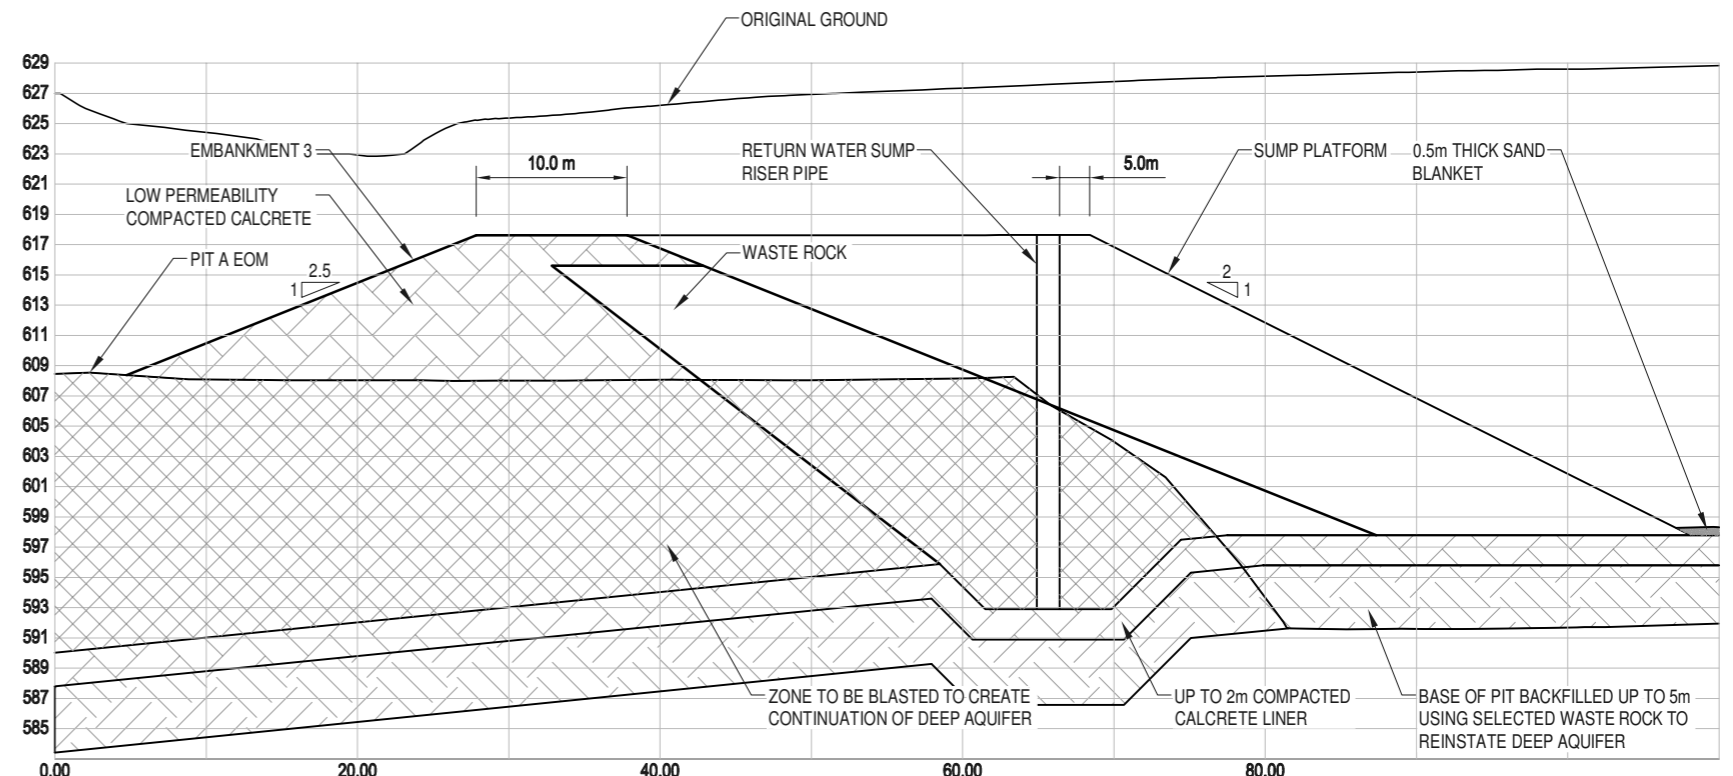 ORIGINAL GROUND
629
627
625
623
621
619
617
615
613
611
609
607
605
603
601
599
597
595
593
591
589
587
585
EMBANKMENT 3
10.0 m
RETURN WATER SUMP
RISER PIPE
5.0m
SUMP PLATFORM
0.5m THICK SAND
BLANKET
LOW PERMEABILITY
COMPACTED CALCRETE
PIT A EOM
2.5
1
WASTE ROCK
2
1
ZONE TO BE BLASTED TO CREATE
CONTINUATION OF DEEP AQUIFER
UP TO 2m COMPACTED
CALCRETE LINER
BASE OF PIT BACKFILLED UP TO 5m
USING SELECTED WASTE ROCK TO
REINSTATE DEEP AQUIFER
0.00 20.00 40.00 60.00 80.00